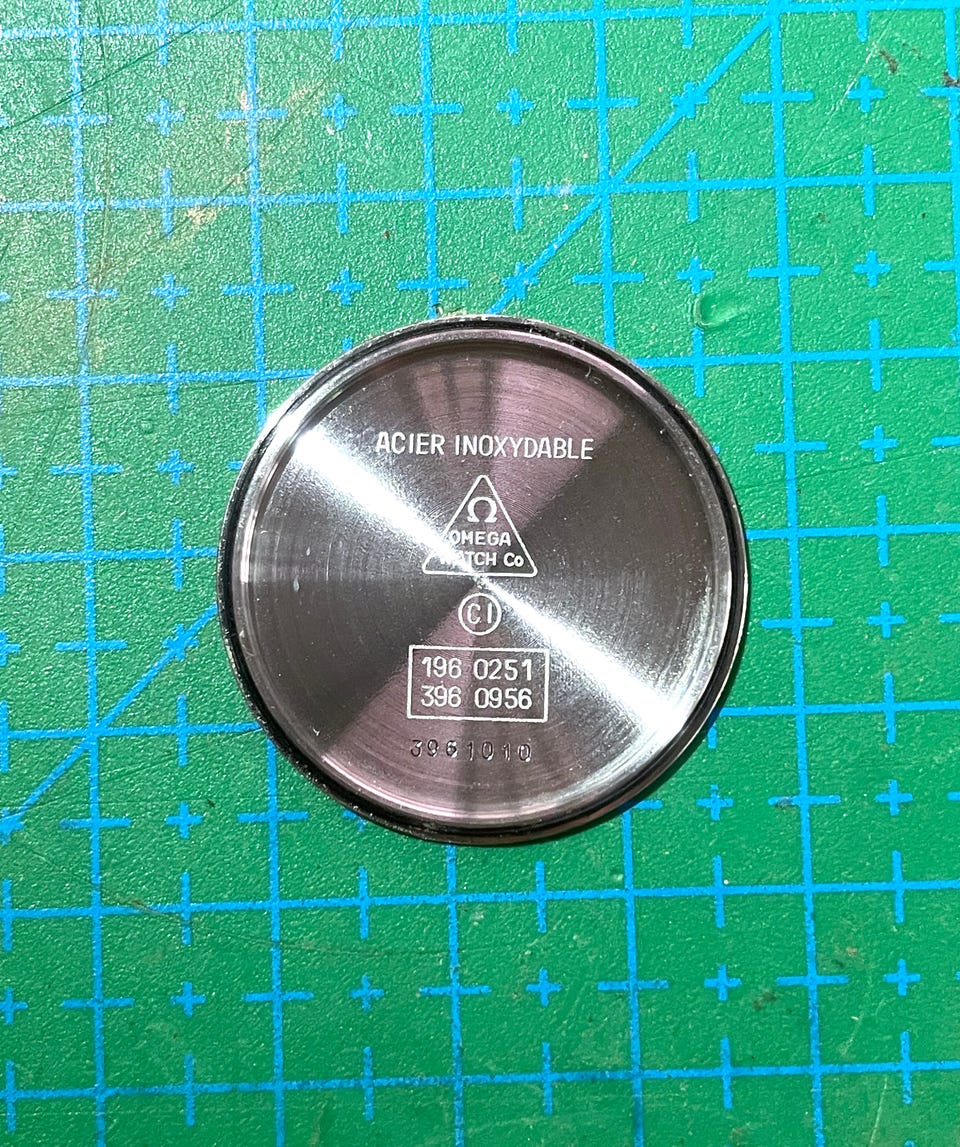 ACIER INOXYDABLE
Ω
OMEGA
WATCH Co
CI
196 0251
396 0956
3961010